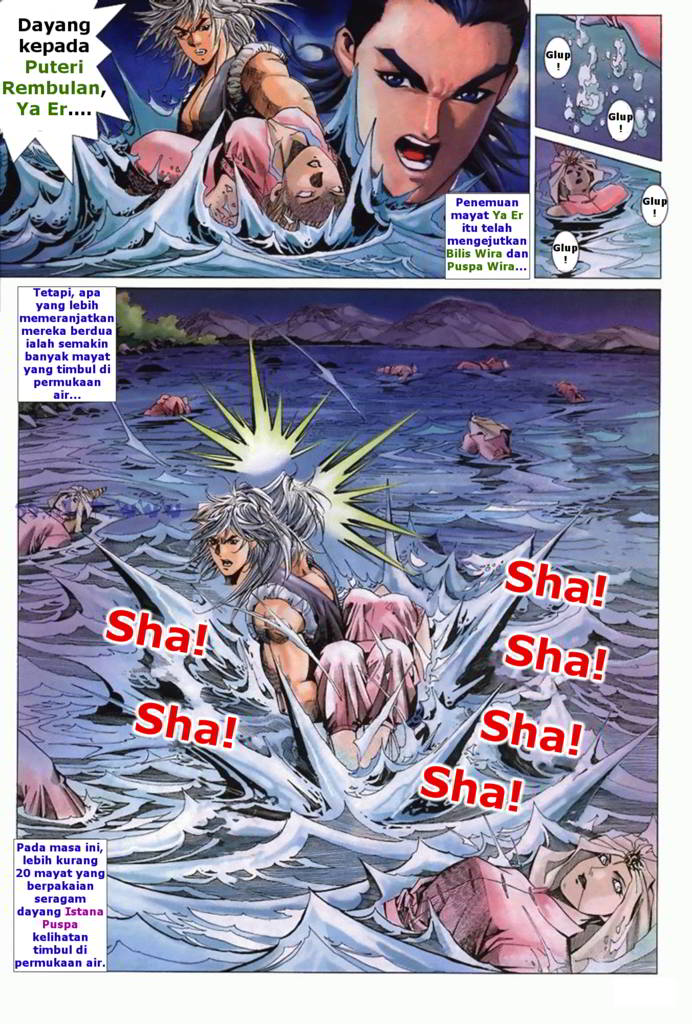 Dayang
kepada
Puteri
Rembulan,
Ya Er....
Penemuan
mayat Ya Er
itu telah
mengejutkan
Bilis Wira dan
Puspa Wira...
Glup
!
Glup
!
Glup
!
Glup
!
Tetapi, apa
yang lebih
memeranjatkan
mereka berdua
ialah semakin
banyak mayat
yang timbul di
permukaan
air...
Sha!
Sha!
Sha!
Sha!
Sha!
Sha!
Pada masa ini,
lebih kurang
20 mayat yang
berpakaian
seragam
dayang Istana
Puspa
kelihatan
timbul di
permukaan air.